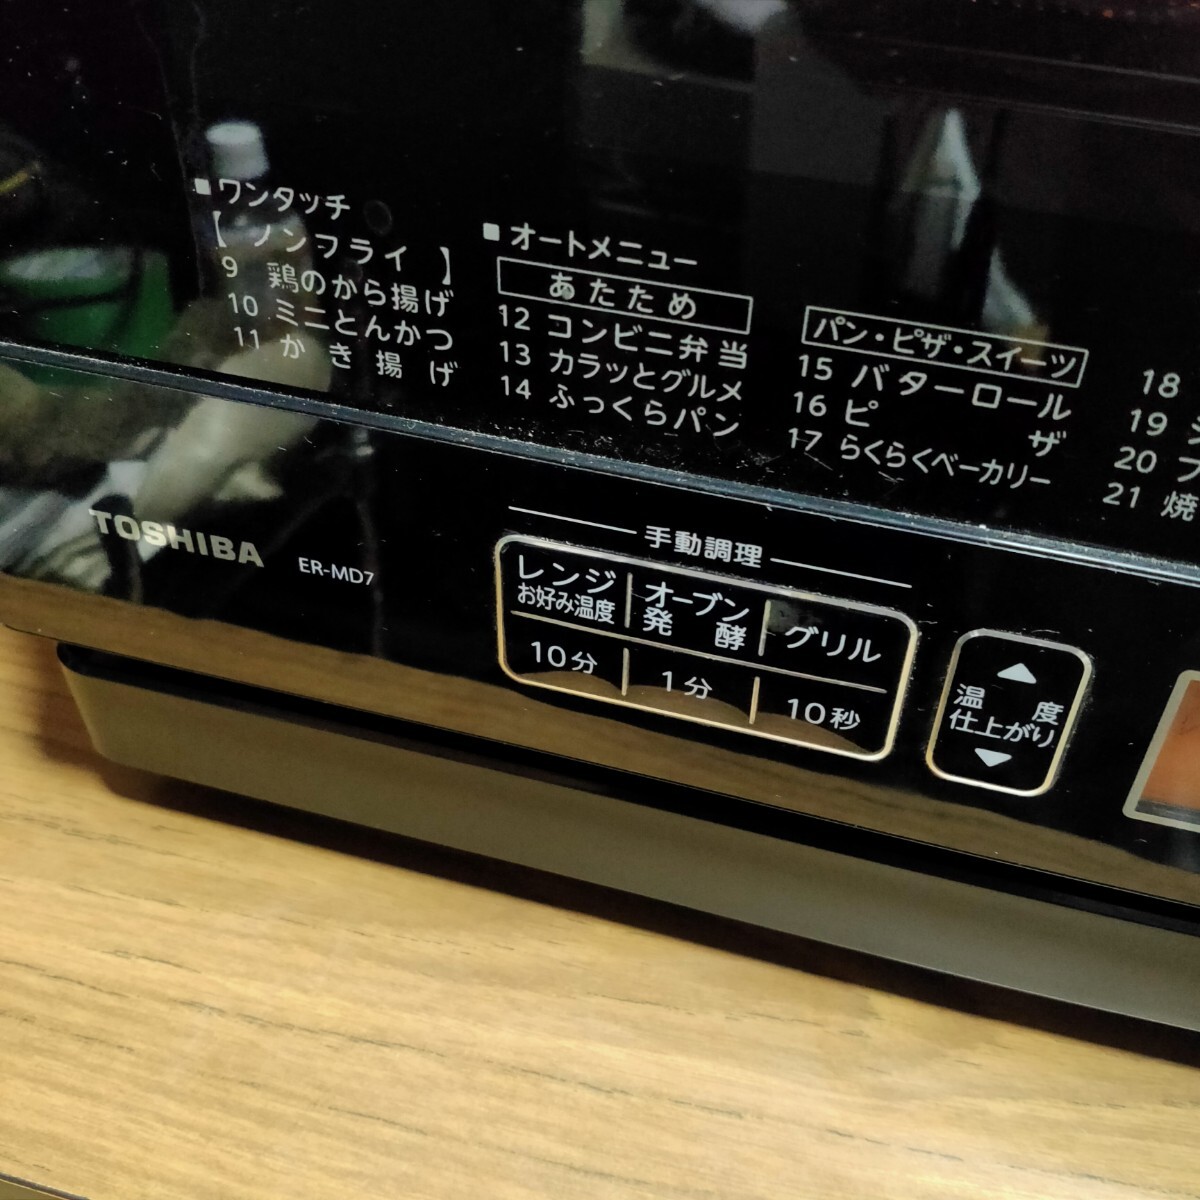 ■ワンタッチ
【ノンフライ】
9 鶏のから揚げ
10 ミニとんかつ
11 かき揚げ
■オートメニュー
あたため
12 コンビニ弁当
13 カラッとグルメ
14 ふっくらパン
パン・ピザ・スイーツ
15 バターロール
16 ピザ
17 らくらくベーカリー
18
19
20
21 焼
TOSHIBA
ER-MD7
手動調理
レンジ
お好み温度
オーブン
発酵
グリル
10分
1分
10秒
▲
温度
仕上がり
▼